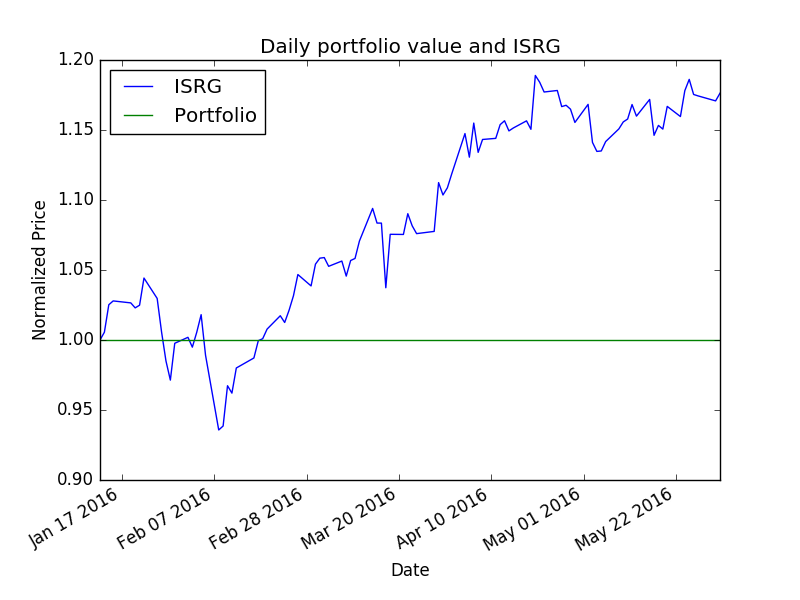 Daily portfolio value and ISRG
ISRG
Portfolio
1.20
1.15
1.10
1.05
1.00
0.95
0.90
Normalized Price
Jan 17 2016
Feb 07 2016
Feb 28 2016
Mar 20 2016
Apr 10 2016
May 01 2016
May 22 2016
Date